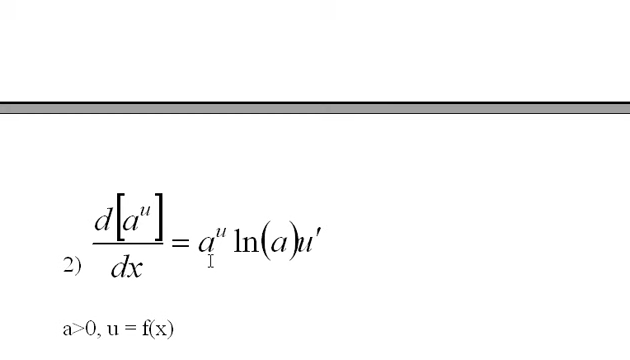 2) d[a^u]/dx = a^u ln(a)u′
a>0, u = f(x)